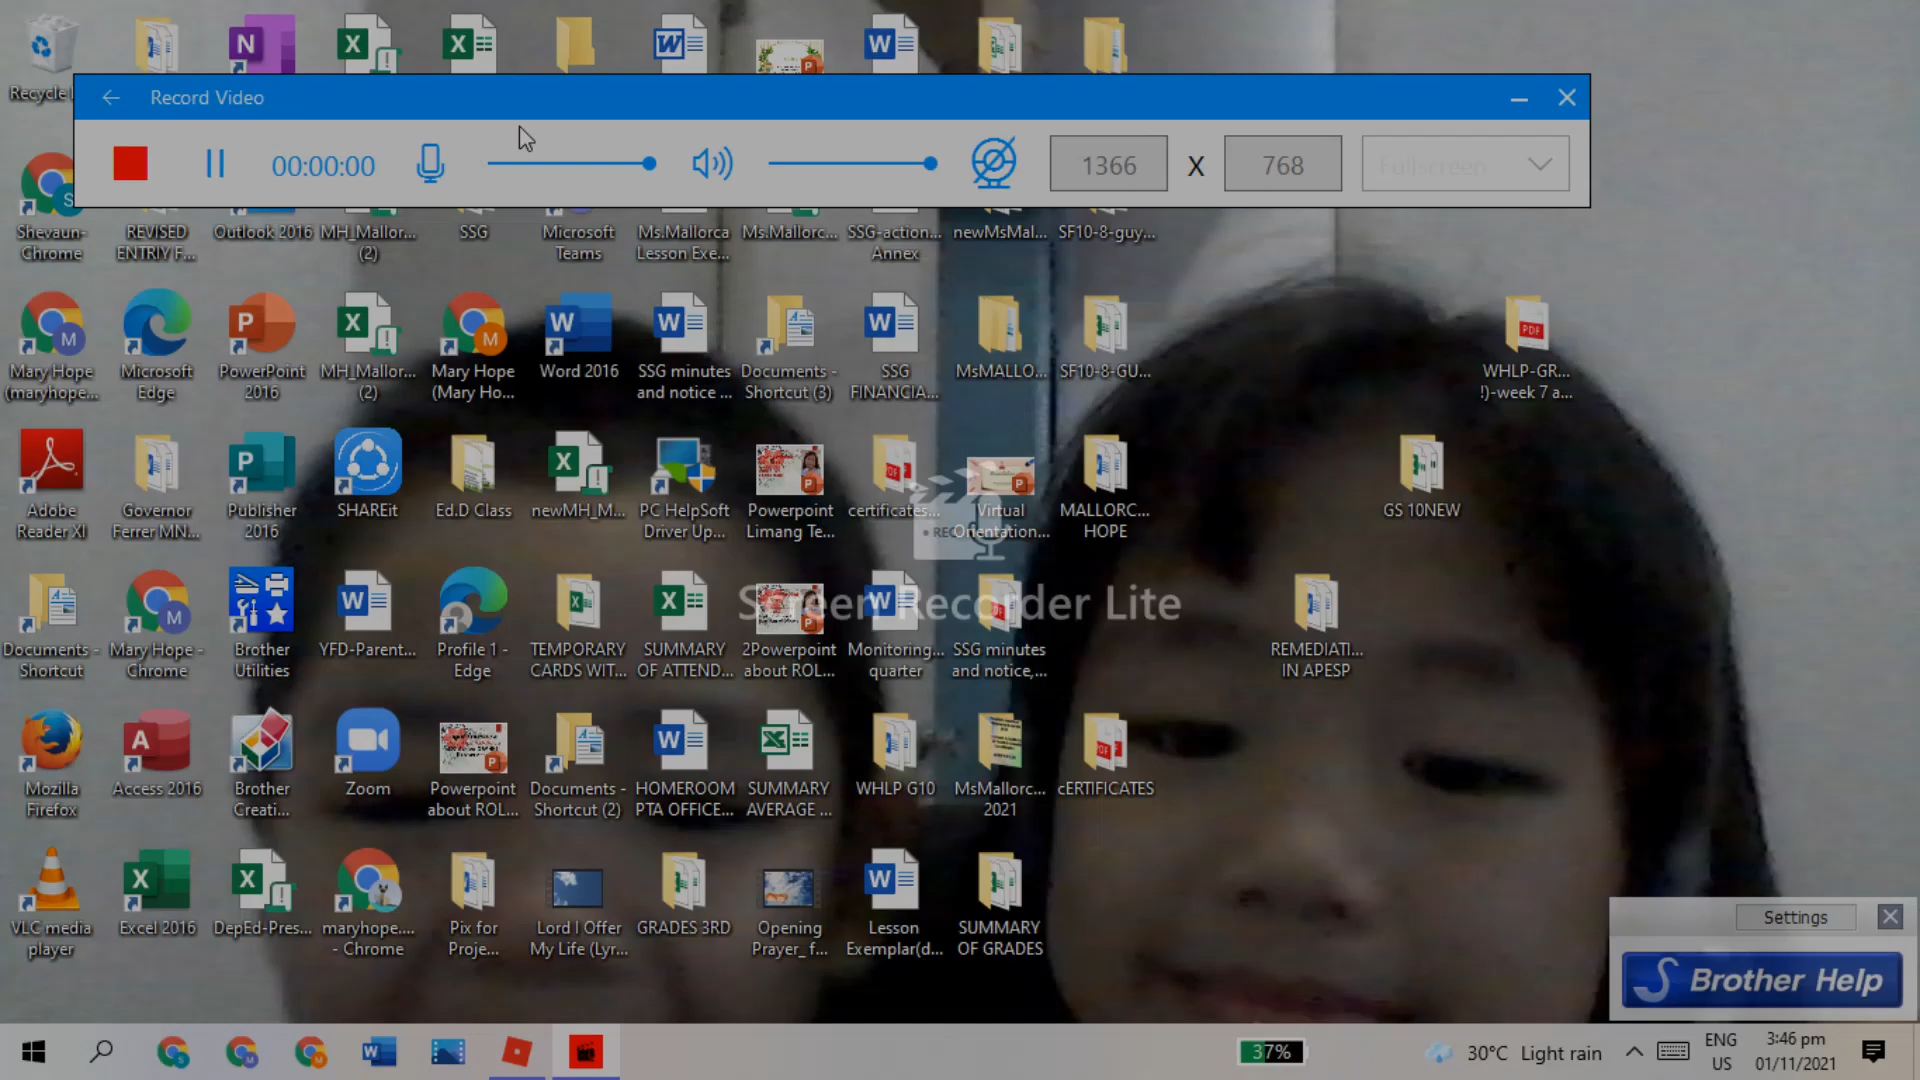 Record Video
00:00:00
1366
X
768
Fullscreen
Shevaun-
Chrome
REVISED
ENTRIY F...
Outlook 2016
MH_Mallor...
(2)
SSG
Microsoft
Teams
Ms.Mallorca
Lesson Exe...
Ms.Mallorc...
SSG-action...
Annex
newMsMal...
SF10-8-guy...
Mary Hope
(maryhope...
Microsoft
Edge
PowerPoint
2016
MH_Mallor...
(2)
Mary Hope
(Mary Ho...
Word 2016
SSG minutes
and notice ...
Documents -
Shortcut (3)
SSG
FINANCIA...
MsMALLO...
SF10-8-GU...
WHLP-GR...
!)-week 7 a...
Adobe
Reader XI
Governor
Ferrer MN...
Publisher
2016
SHAREit
Ed.D Class
newMH_M...
PC HelpSoft
Driver Up...
Powerpoint
Limang Te...
certificates...
Virtual
Orientation...
MALLORC...
HOPE
GS 10NEW
Screen Recorder Lite
Documents -
Shortcut
Mary Hope -
Chrome
Brother
Utilities
YFD-Parent...
Profile 1 -
Edge
TEMPORARY
CARDS WIT...
SUMMARY
OF ATTEND...
2Powerpoint
about ROL...
Monitoring...
quarter
SSG minutes
and notice,...
REMEDIATI...
IN APESP
Mozilla
Firefox
Access 2016
Brother
Creati...
Zoom
Powerpoint
about ROL...
Documents -
Shortcut (2)
HOMEROOM
PTA OFFICE...
SUMMARY
AVERAGE ...
WHLP G10
MsMallorc...
2021
cERTIFICATES
VLC media
player
Excel 2016
DepEd-Pres...
maryhope....
- Chrome
Pix for
Proje...
Lord I Offer
My Life (Lyr...
GRADES 3RD
Opening
Prayer_ f...
Lesson
Exemplar(d...
SUMMARY
OF GRADES
Settings
Brother Help
37%
30°C Light rain
ENG
US
3:46 pm
01/11/2021